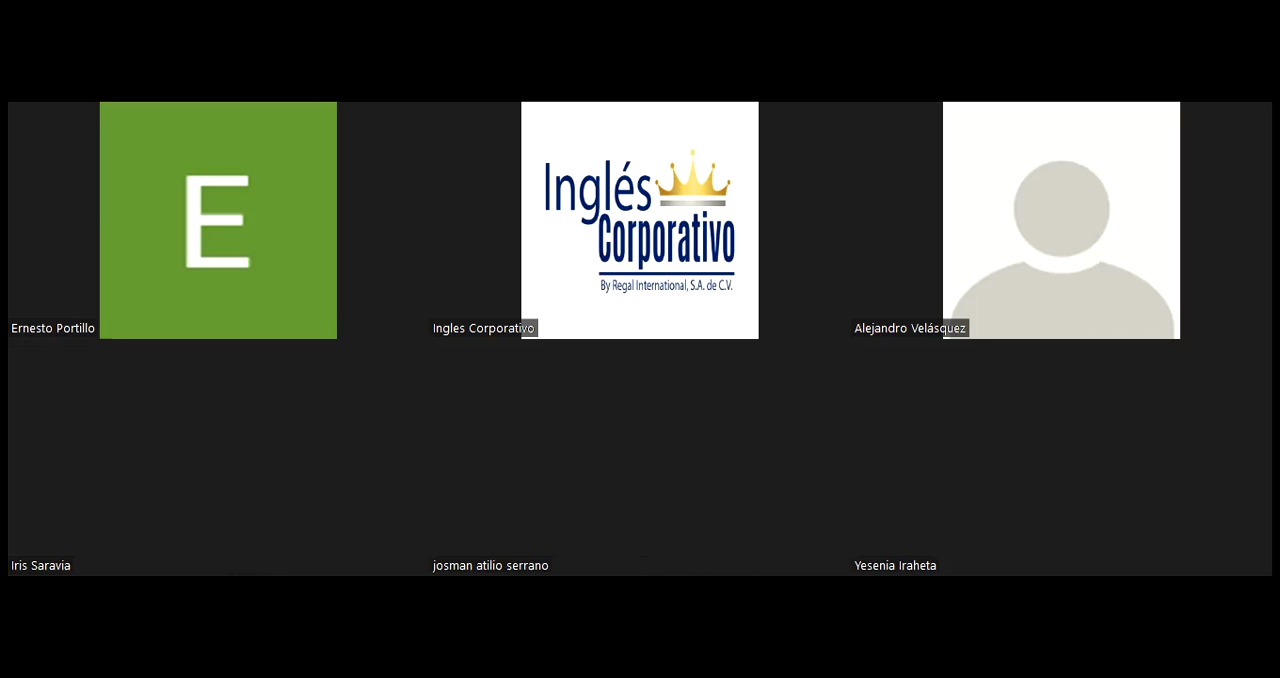 E
Inglés
Corporativo
By Regal International, S.A. de C.V.
Ernesto Portillo
Ingles Corporativo
Alejandro Velásquez
Iris Saravia
josman atilio serrano
Yesenia Iraheta